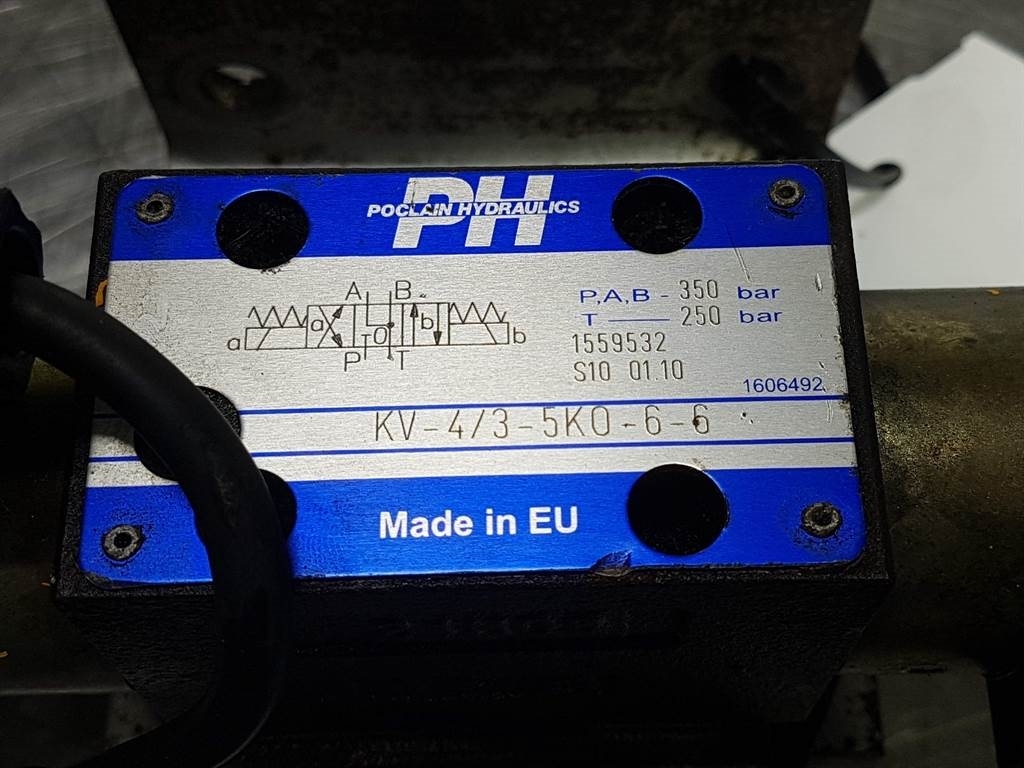 PH
POCLAIN HYDRAULICS
A B
a a O b b
P T T
P,A,B - 350 bar
T — 250 bar
1559532
S10 01.10
1606492
KV-4/3-5KO-6-6
Made in EU